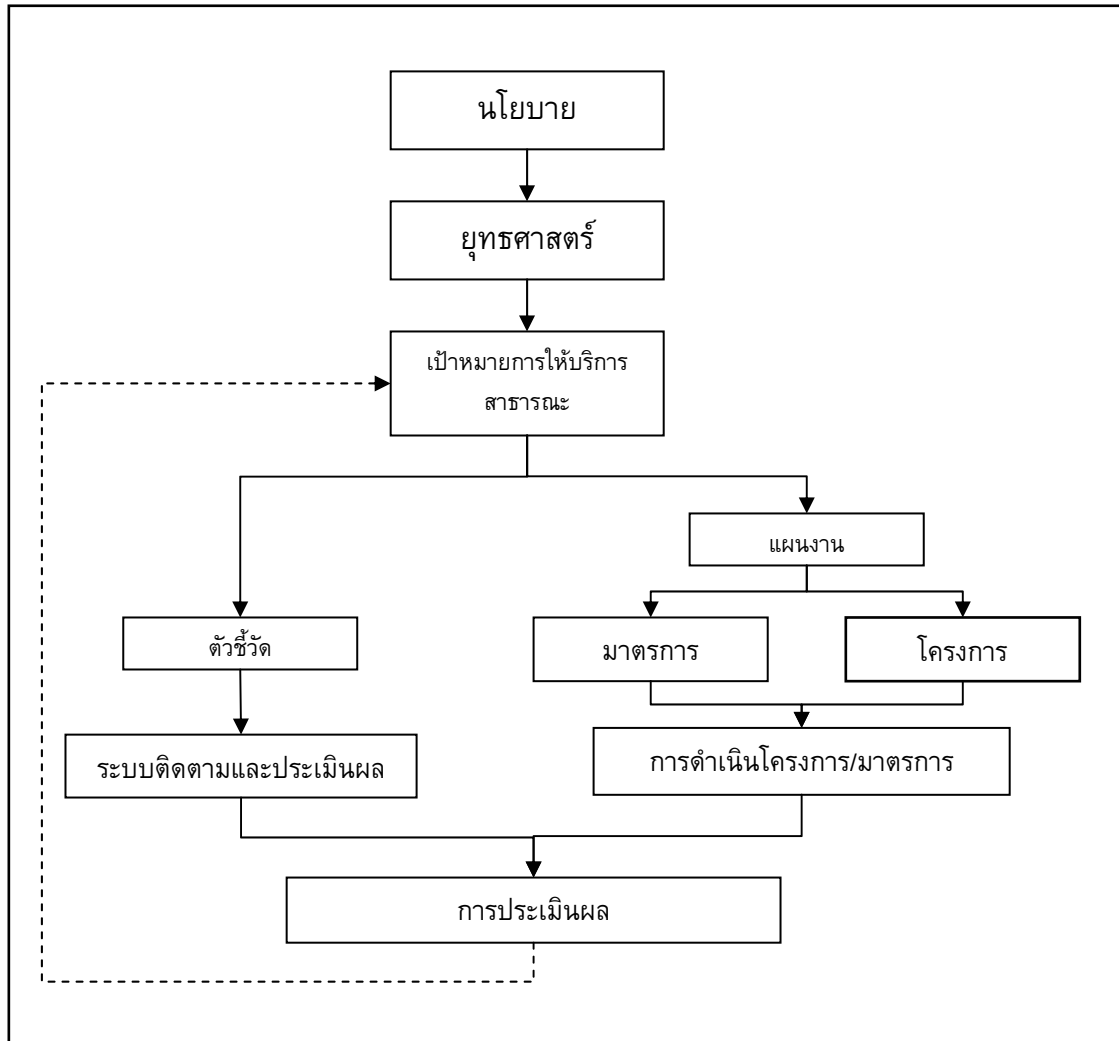 นโยบาย
ยุทธศาสตร์
เป้าหมายการให้บริการ
สาธารณะ
แผนงาน
ตัวชี้วัด
มาตรการ
โครงการ
ระบบติดตามและประเมินผล
การดำเนินโครงการ/มาตรการ
การประเมินผล